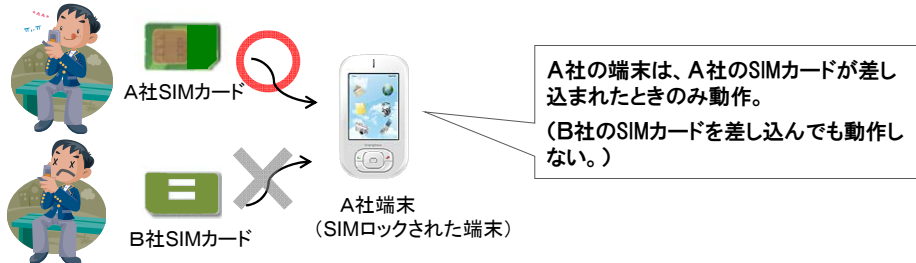 A社SIMカード
A社の端末は、A社のSIMカードが差し
込まれたときのみ動作。
(B社のSIMカードを差し込んでも動作し
ない。)
B社SIMカード
A社端末
(SIMロックされた端末)